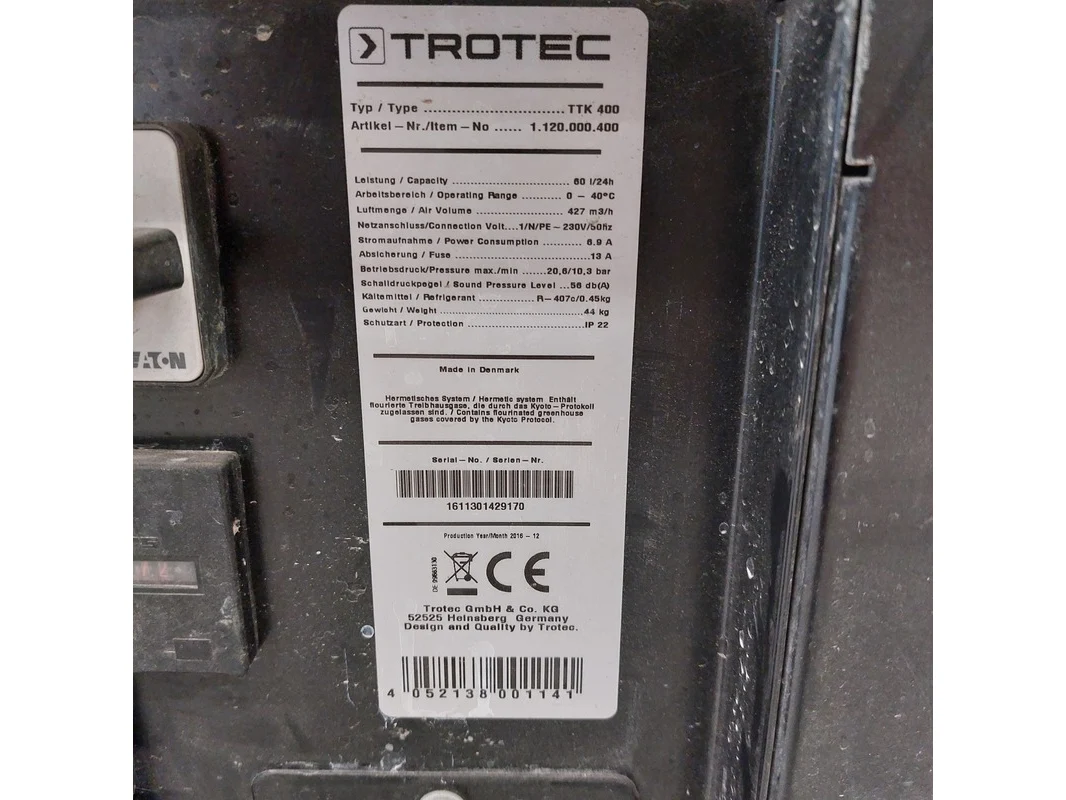 TROTEC
Typ / Type ........................... TTK 400
Artikel – Nr./Item – No ...... 1.120.000.400
Leistung / Capacity ........................... 60 l/24h
Arbeitsbereich / Operating Range .......... 0 – 40°C
Luftmenge / Air Volume ...................... 427 m3/h
Netzanschluss/Connection Volt....1/N/PE – 230V/50hz
Stromaufnahme / Power Consumption .......... 6.9 A
Absicherung / Fuse ................................13 A
Betriebsdruck/Pressure max./min ......20,6/10,3 bar
Schalldruckpegel / Sound Pressure Level ...56 db(A)
Kältemittel / Refrigerant .............. R–407c/0.45kg
Gewicht / Weight ....................................44 kg
Schutzart / Protection .............................IP 22
Made in Denmark
Hermetisches System / Hermetic system Enthält
flourierte Treibhausgase, die durch das Kyoto – Protokoll
zugelassen sind. / Contains flourinated greenhouse
gases covered by the Kyoto Protocol.
Serial – No. / Serien – Nr.
1611301429170
Production Year/Month 2016 – 12
CE
Trotec GmbH & Co. KG
52525 Heinsberg Germany
Design and Quality by Trotec.
4 052138 001141
EATON